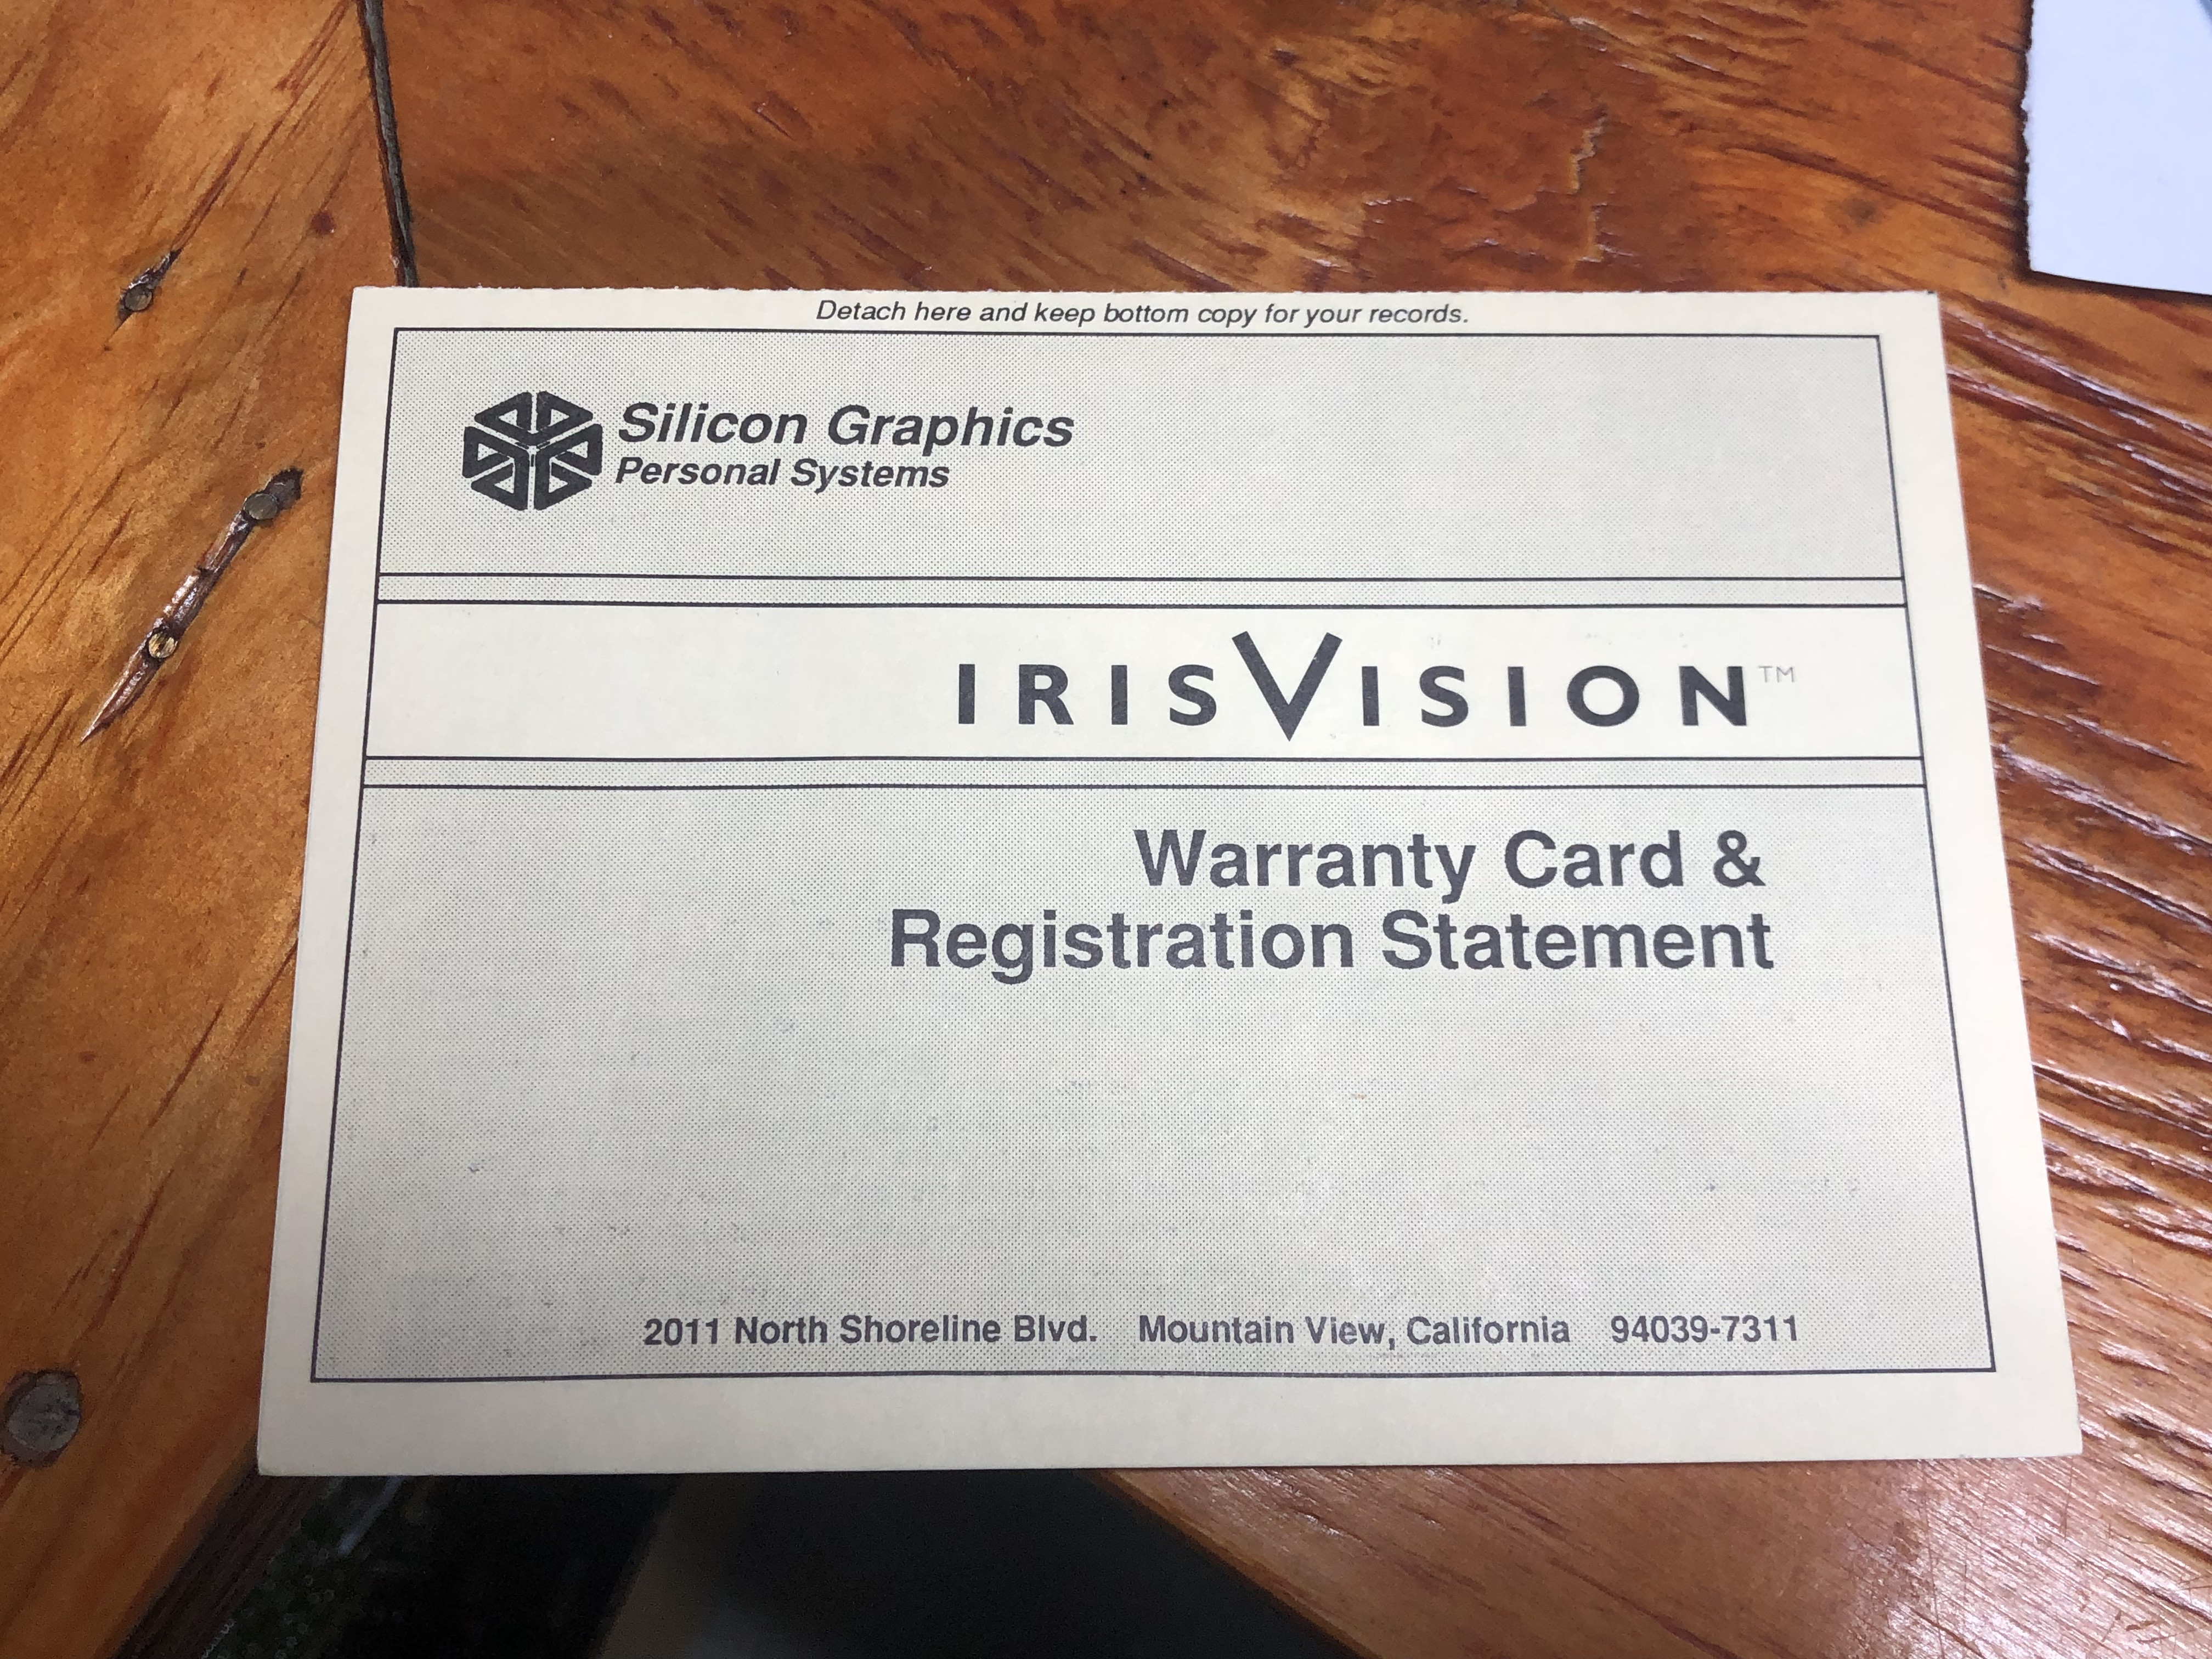 Detach here and keep bottom copy for your records.
Silicon Graphics
Personal Systems
IRISVISION™
Warranty Card &
Registration Statement
2011 North Shoreline Blvd. Mountain View, California 94039-7311